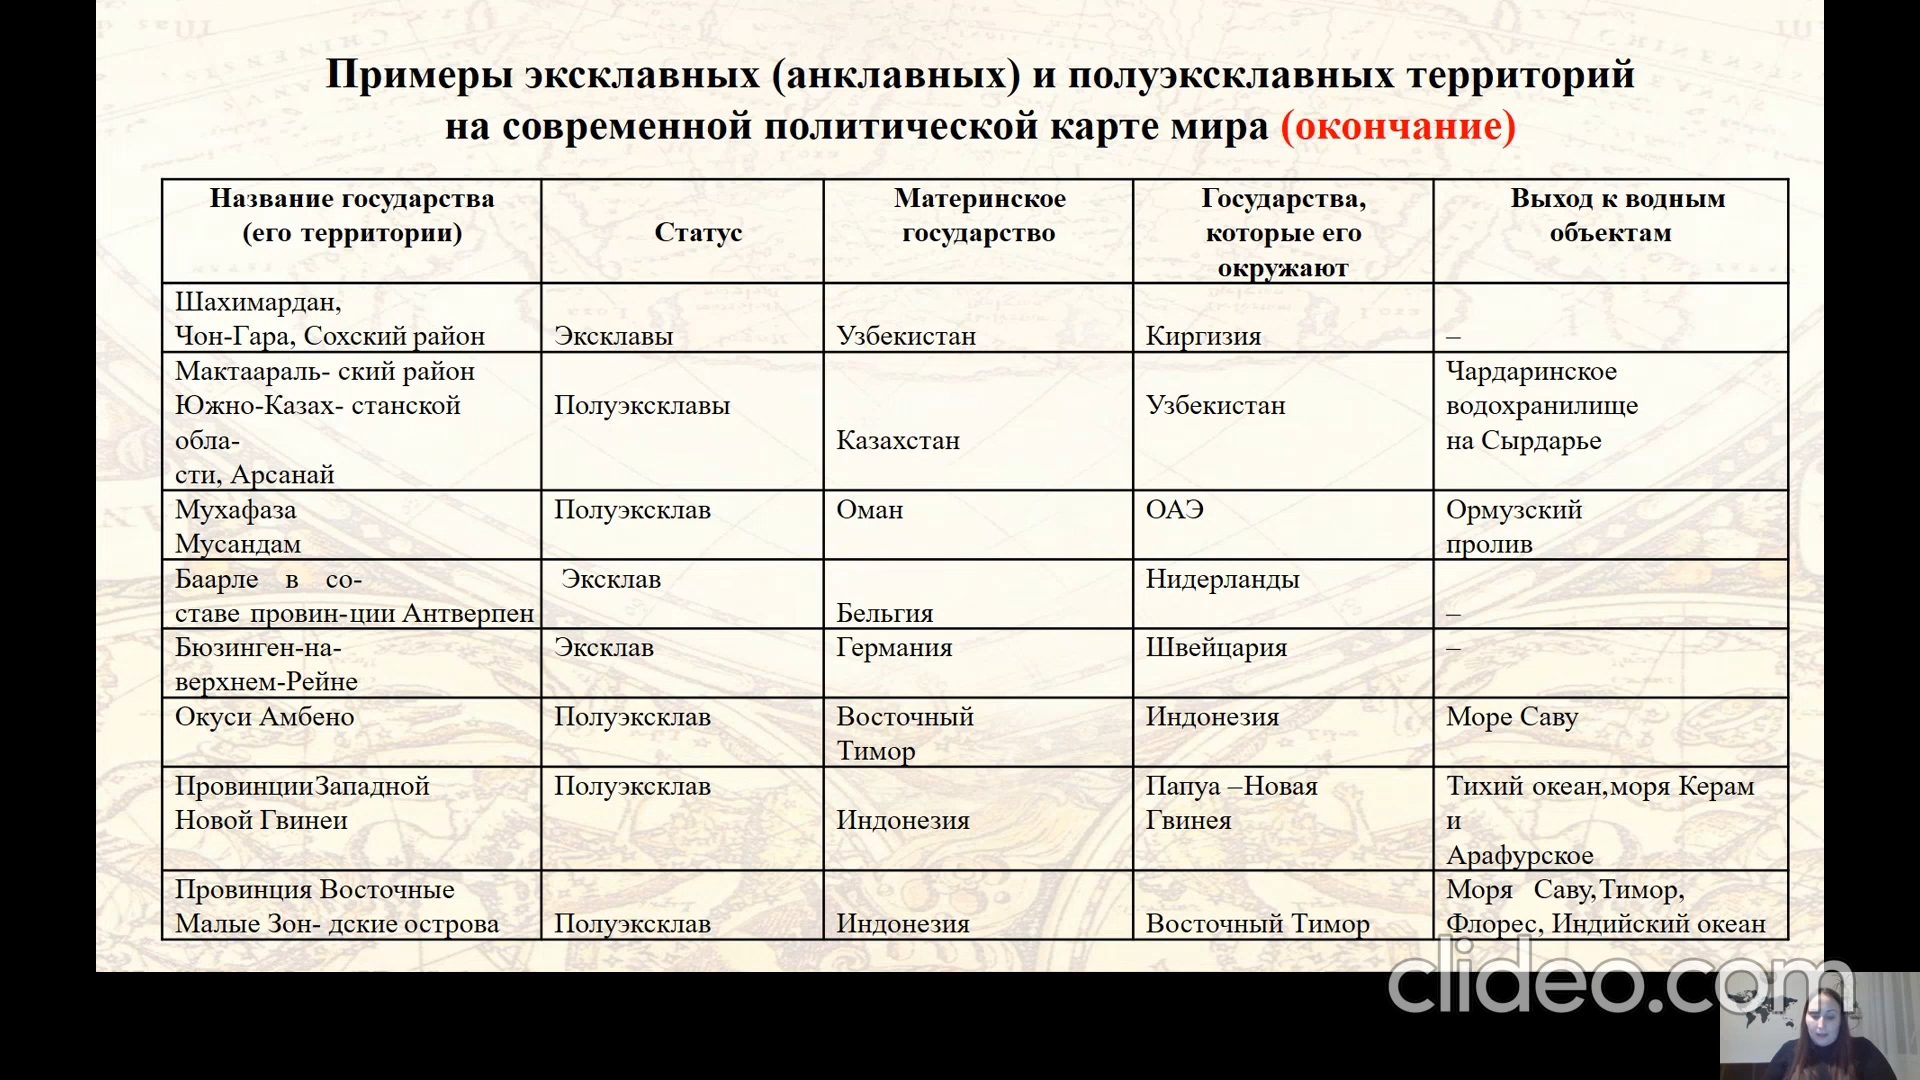 Примеры эксклавных (анклавных) и полуэксклавных территорий
на современной политической карте мира (окончание)
Название государства
(его территории)
Статус
Материнское
государство
Государства,
которые его
окружают
Выход к водным
объектам
Шахимардан,
Чон-Гара, Сохский район
Эксклавы
Узбекистан
Киргизия
–
Мактаараль- ский район
Южно-Казах- станской
обла-
сти, Арсанай
Полуэксклавы
Казахстан
Узбекистан
Чардаринское
водохранилище
на Сырдарье
Мухафаза
Мусандам
Полуэксклав
Оман
ОАЭ
Ормузский
пролив
Баарле в со-
ставе провин-ции Антверпен
Эксклав
Бельгия
Нидерланды
–
Бюзинген-на-
верхнем-Рейне
Эксклав
Германия
Швейцария
–
Окуси Амбено
Полуэксклав
Восточный
Тимор
Индонезия
Море Саву
Провинции Западной
Новой Гвинеи
Полуэксклав
Индонезия
Папуа –Новая
Гвинея
Тихий океан,моря Керам
и
Арафурское
Провинция Восточные
Малые Зон- дские острова
Полуэксклав
Индонезия
Восточный Тимор
Моря Саву,Тимор,
Флорес, Индийский океан
clideo.com